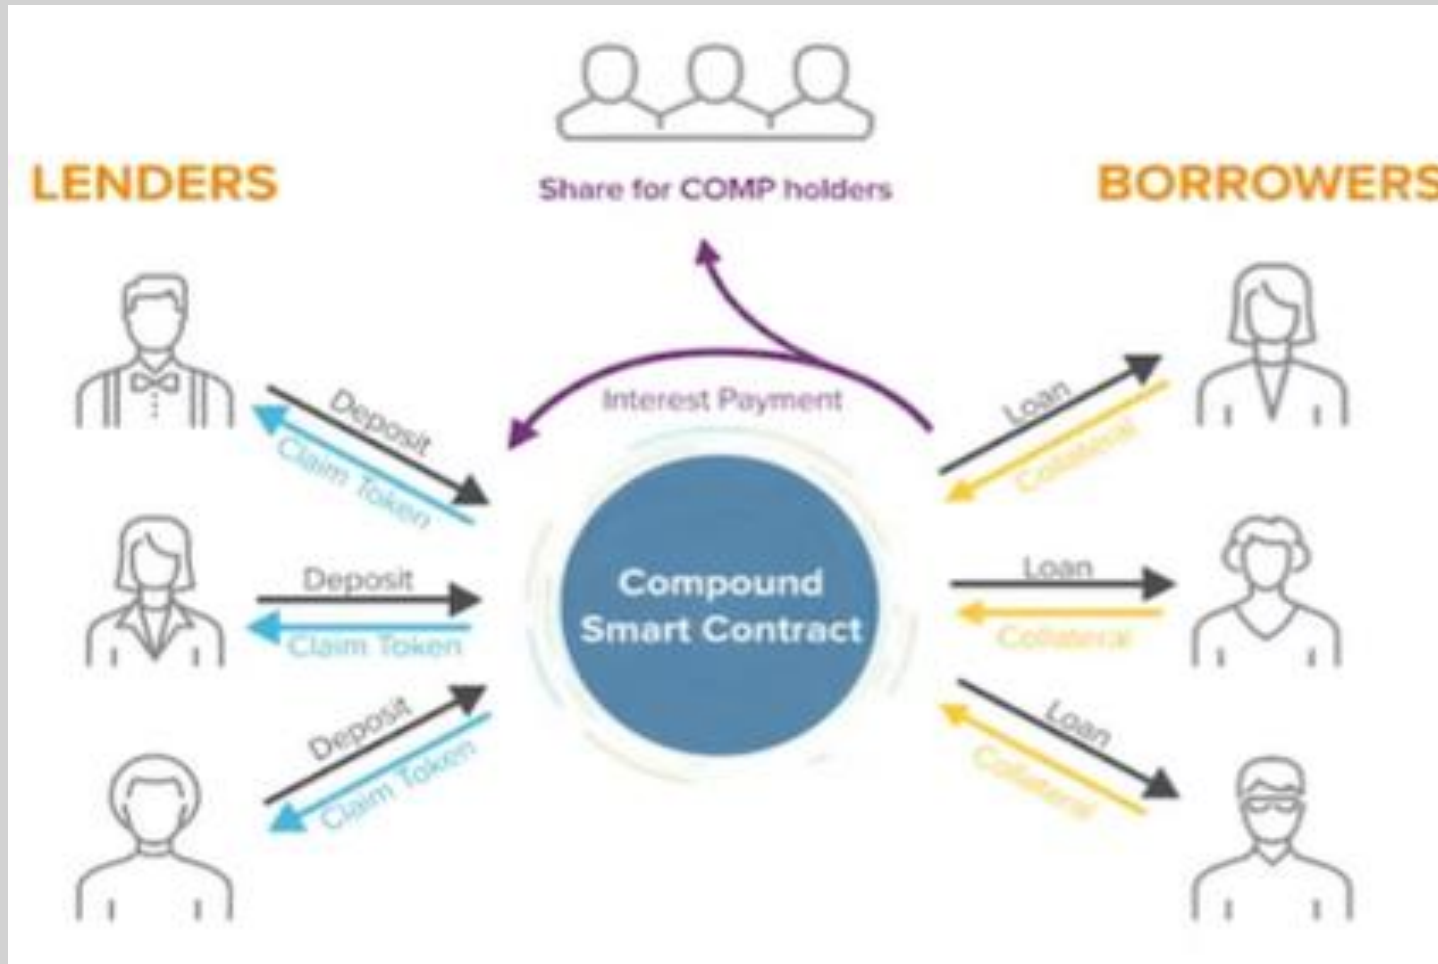 Share for COMP holders
LENDERS
BORROWERS
Interest Payment
Deposit
Claim Token
Deposit
Claim Token
Deposit
Claim Token
Compound
Smart Contract
Loan
Collateral
Loan
Collateral
Loan
Collateral